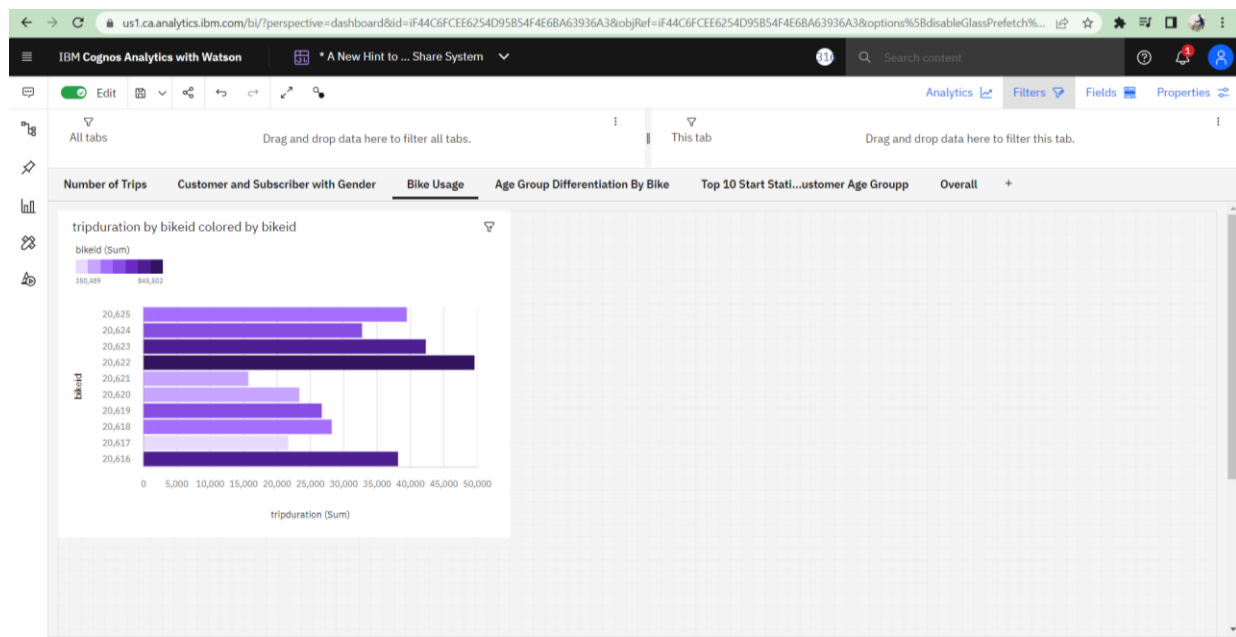 us1.ca.analytics.ibm.com/bi/?perspective=dashboard&id=iF44C6FCEE6254D95B54F4E6BA63936A3&objRef=iF44C6FCEE6254D95B54F4E6BA63936A3&options%5BdisableGlassPrefetch%...
IBM Cognos Analytics with Watson
* A New Hint to ... Share System
Search content
1
Edit
Analytics
Filters
Fields
Properties
All tabs
Drag and drop data here to filter all tabs.
This tab
Drag and drop data here to filter this tab.
Number of Trips
Customer and Subscriber with Gender
Bike Usage
Age Group Differentiation By Bike
Top 10 Start Stati...ustomer Age Groupp
Overall
+
tripduration by bikeid colored by bikeid
bikeid (Sum)
845,502
20,625
20,624
20,623
20,622
20,621
20,620
20,619
20,618
20,617
20,616
bikeid
0 5,000 10,000 15,000 20,000 25,000 30,000 35,000 40,000 45,000 50,000
tripduration (Sum)